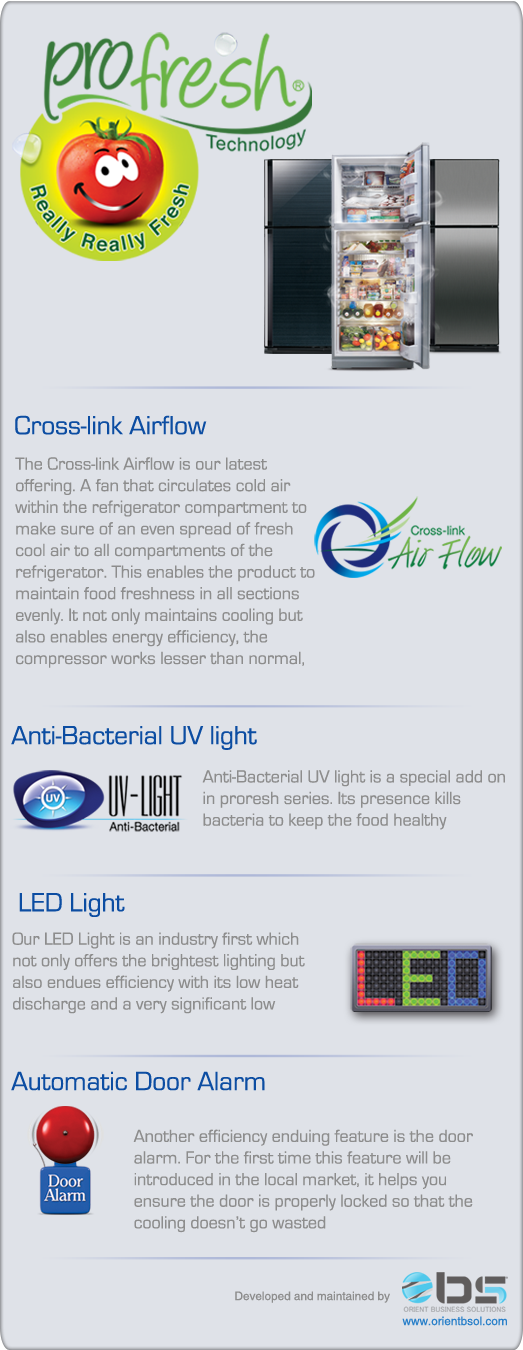 profresh®
Technology
Really Really Fresh
Cross-link Airflow
The Cross-link Airflow is our latest
offering. A fan that circulates cold air
within the refrigerator compartment to
make sure of an even spread of fresh
cool air to all compartments of the
refrigerator. This enables the product to
maintain food freshness in all sections
evenly. It not only maintains cooling but
also enables energy efficiency, the
compressor works lesser than normal,
Cross-link
Air Flow
Anti-Bacterial UV light
UV
UV-LIGHT
Anti-Bacterial
Anti-Bacterial UV light is a special add on
in proresh series. Its presence kills
bacteria to keep the food healthy
LED Light
Our LED Light is an industry first which
not only offers the brightest lighting but
also endues efficiency with its low heat
discharge and a very significant low
LED
Automatic Door Alarm
Door
Alarm
Another efficiency enduing feature is the door
alarm. For the first time this feature will be
introduced in the local market, it helps you
ensure the door is properly locked so that the
cooling doesn't go wasted
Developed and maintained by
obs
ORIENT BUSINESS SOLUTIONS
www.orientbsol.com